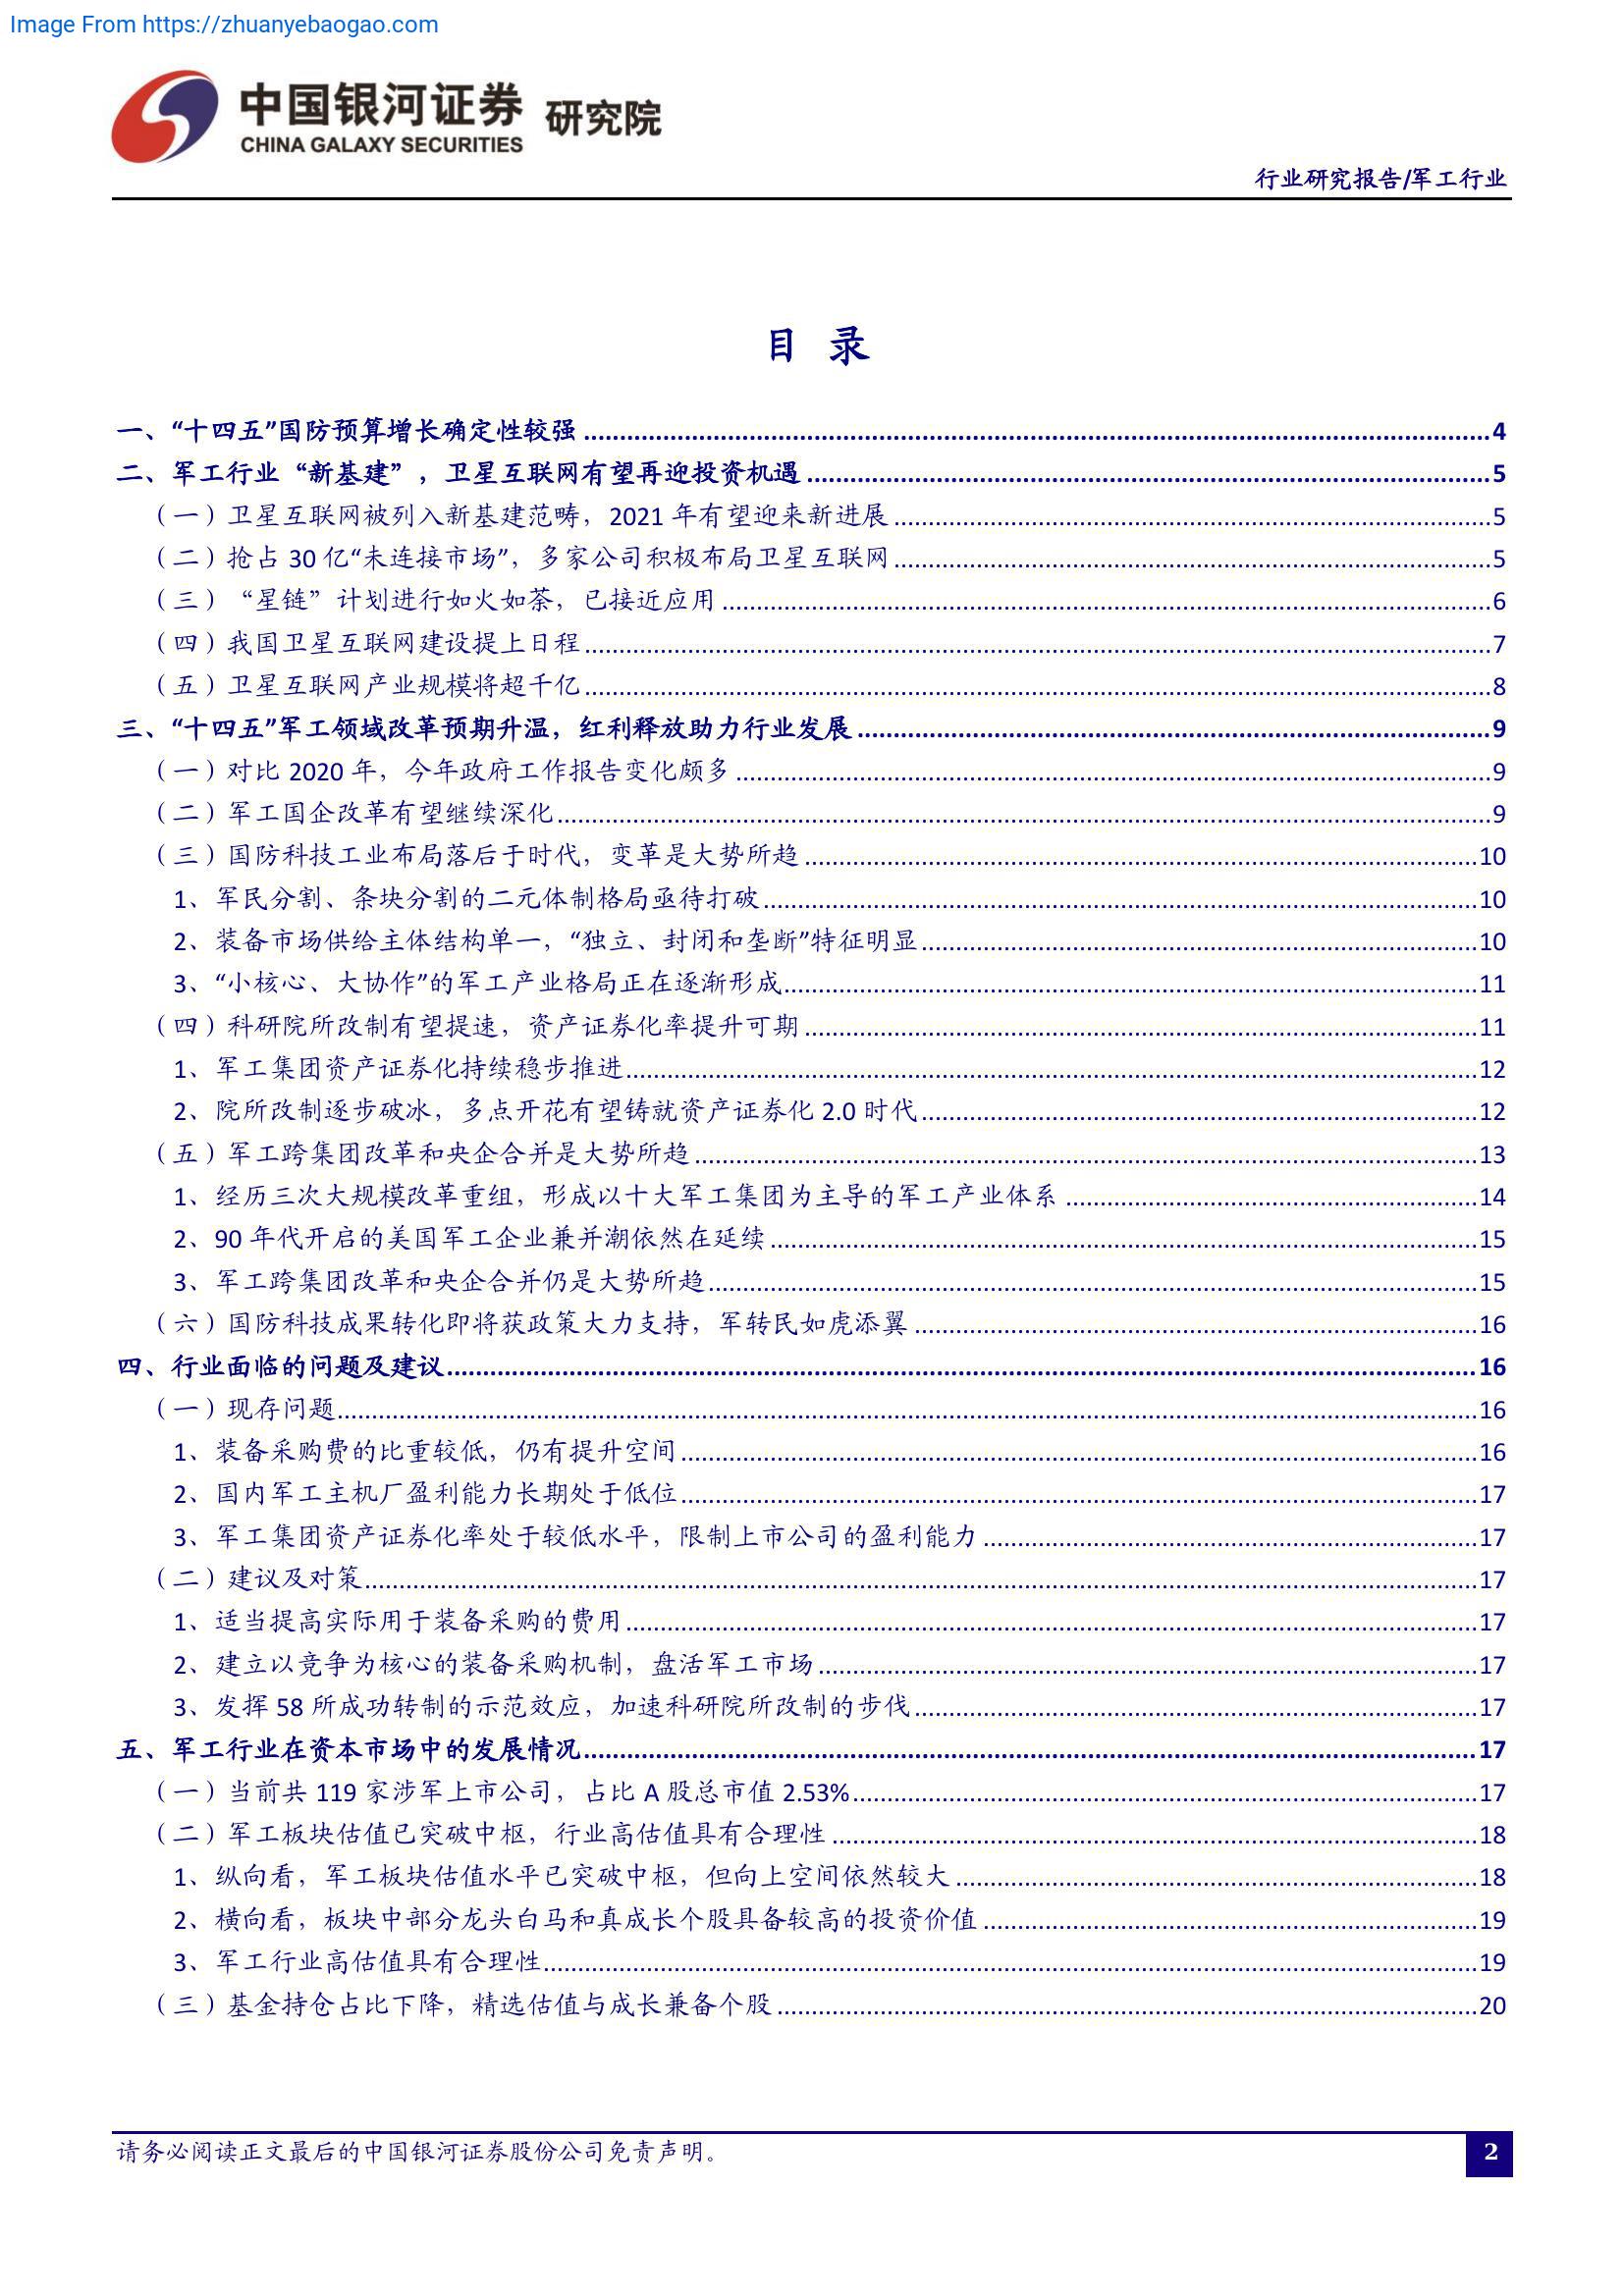 Image From https://zhuanyebaogao.com
中国银河证券 研究院
CHINA GALAXY SECURITIES
行业研究报告/军工行业
目 录
一、“十四五”国防预算增长确定性较强 4
二、军工行业“新基建”，卫星互联网有望再迎投资机遇 5
（一）卫星互联网被列入新基建范畴，2021 年有望迎来新进展 5
（二）抢占 30 亿“未连接市场”，多家公司积极布局卫星互联网 5
（三）“星链”计划进行如火如荼，已接近应用 6
（四）我国卫星互联网建设提上日程 7
（五）卫星互联网产业规模将超千亿 8
三、“十四五”军工领域改革预期升温，红利释放助力行业发展 9
（一）对比 2020 年，今年政府工作报告变化颇多 9
（二）军工国企改革有望继续深化 9
（三）国防科技工业布局落后于时代，变革是大势所趋 10
1、军民分割、条块分割的二元体制格局亟待打破 10
2、装备市场供给主体结构单一，“独立、封闭和垄断”特征明显 10
3、“小核心、大协作”的军工产业格局正在逐渐形成 11
（四）科研院所改制有望提速，资产证券化率提升可期 11
1、军工集团资产证券化持续稳步推进 12
2、院所改制逐步破冰，多点开花有望铸就资产证券化 2.0 时代 12
（五）军工跨集团改革和央企合并是大势所趋 13
1、经历三次大规模改革重组，形成以十大军工集团为主导的军工产业体系 14
2、90 年代开启的美国军工企业兼并潮依然在延续 15
3、军工跨集团改革和央企合并仍是大势所趋 15
（六）国防科技成果转化即将获政策大力支持，军转民如虎添翼 16
四、行业面临的问题及建议 16
（一）现存问题 16
1、装备采购费的比重较低，仍有提升空间 16
2、国内军工主机厂盈利能力长期处于低位 17
3、军工集团资产证券化率处于较低水平，限制上市公司的盈利能力 17
（二）建议及对策 17
1、适当提高实际用于装备采购的费用 17
2、建立以竞争为核心的装备采购机制，盘活军工市场 17
3、发挥 58 所成功转制的示范效应，加速科研院所改制的步伐 17
五、军工行业在资本市场中的发展情况 17
（一）当前共 119 家涉军上市公司，占比 A 股总市值 2.53% 17
（二）军工板块估值已突破中枢，行业高估值具有合理性 18
1、纵向看，军工板块估值水平已突破中枢，但向上空间依然较大 18
2、横向看，板块中部分龙头白马和真成长个股具备较高的投资价值 19
3、军工行业高估值具有合理性 19
（三）基金持仓占比下降，精选估值与成长兼备个股 20
请务必阅读正文最后的中国银河证券股份公司免责声明。
2